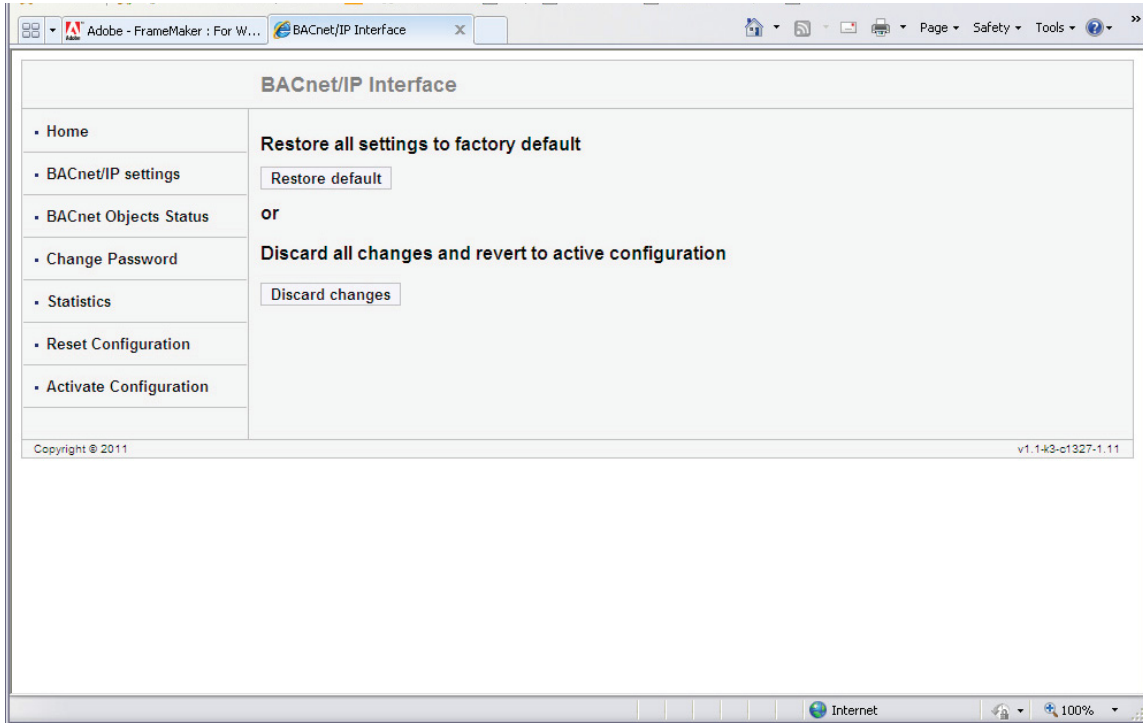 Adobe - FrameMaker : For W... BACnet/IP Interface x Page Safety Tools »
Adobe
BACnet/IP Interface
Home
Restore all settings to factory default
BACnet/IP settings
Restore default
BACnet Objects Status
or
Change Password
Discard all changes and revert to active configuration
Statistics
Discard changes
Reset Configuration
Activate Configuration
Copyright © 2011 v1.1-k3-c1327-1.11
Internet 100%